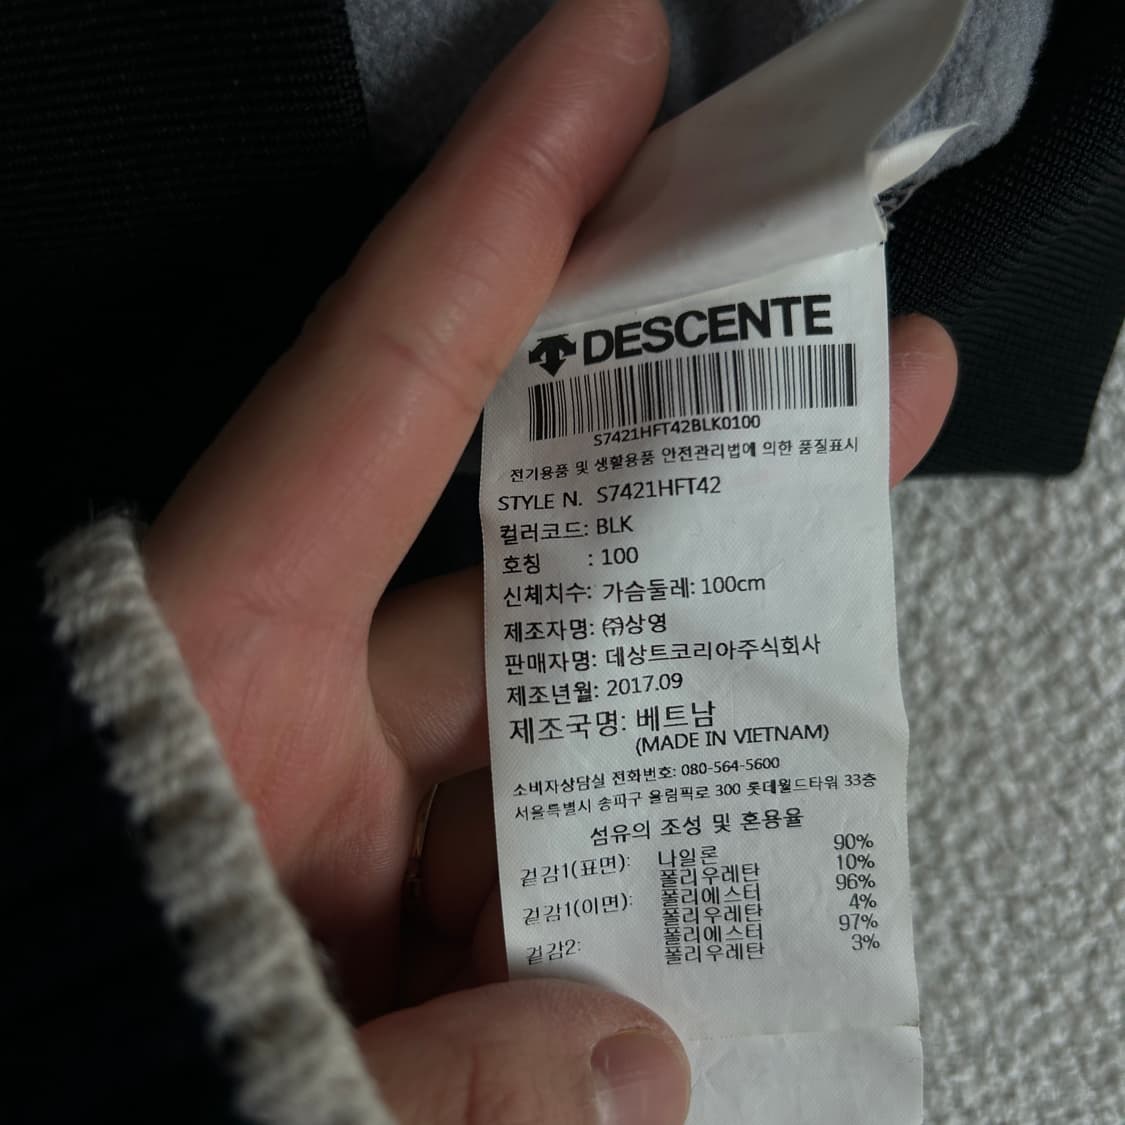 DESCENTE
S7421HFT42BLK0100
전기용품 및 생활용품 안전관리법에 의한 품질표시
STYLE N. S7421HFT42
컬러코드: BLK
호칭 : 100
신체치수: 가슴둘레: 100cm
제조자명: ㈜상영
판매자명: 데상트코리아주식회사
제조년월: 2017.09
제조국명: 베트남
(MADE IN VIETNAM)
소비자상담실 전화번호: 080-564-5600
서울특별시 송파구 올림픽로 300 롯데월드타워 33층
섬유의 조성 및 혼용율
겉감1(표면): 나일론 90%
폴리우레탄 10%
겉감1(이면): 폴리에스터 96%
폴리우레탄 4%
겉감2: 폴리에스터 97%
폴리우레탄 3%